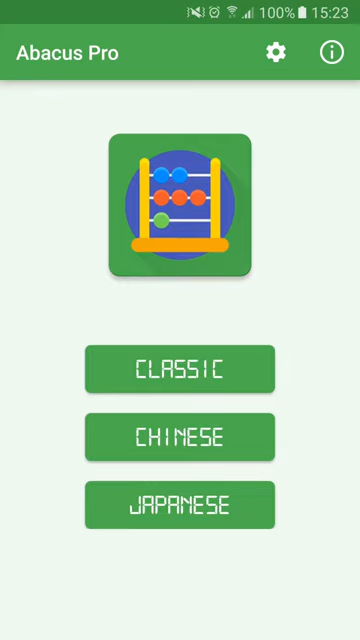 100% 15:23
Abacus Pro
CLASSIC
CHINESE
JAPANESE